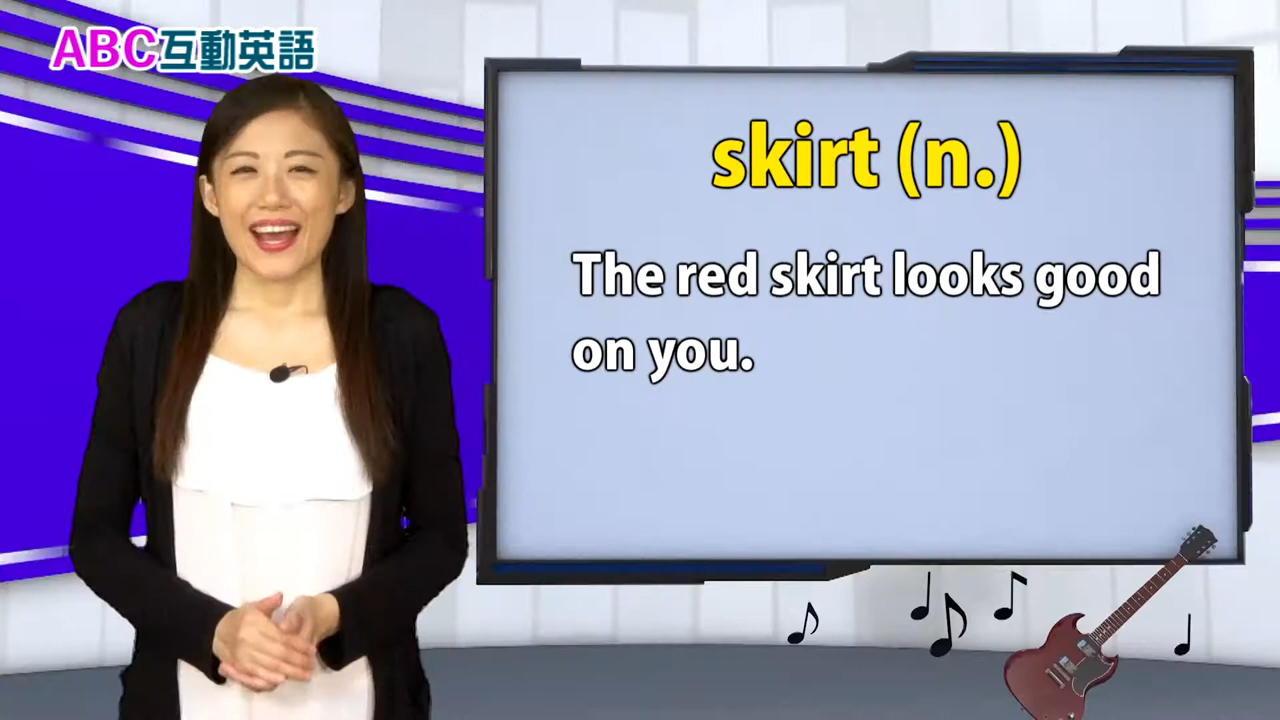 ABC互動英語
skirt (n.)
The red skirt looks good
on you.